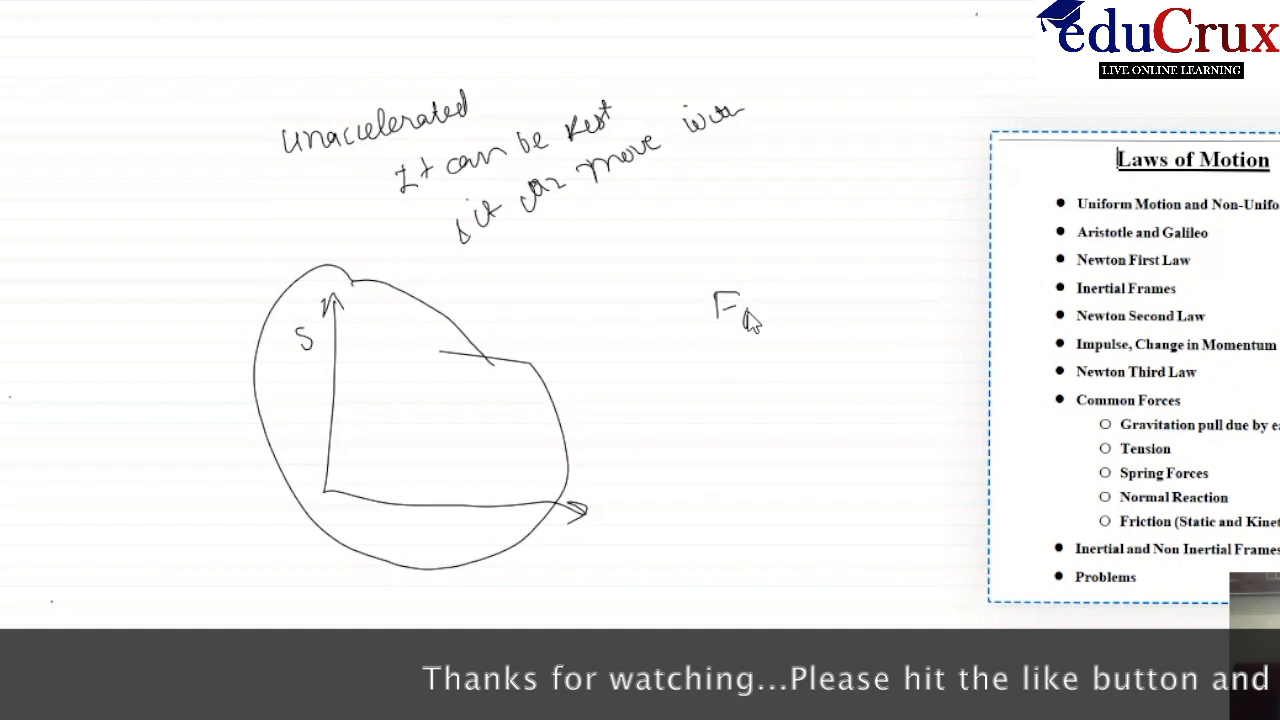 eduCrux
LIVE ONLINE LEARNING
unaccelerated
It can be rest
it move
S
F
Laws of Motion
Uniform Motion and Non-Unifo
Aristotle and Galileo
Newton First Law
Inertial Frames
Newton Second Law
Impulse, Change in Momentum
Newton Third Law
Common Forces
Gravitation pull due by e
Tension
Spring Forces
Normal Reaction
Friction (Static and Kinet
Inertial and Non Inertial Frames
Problems
Thanks for watching...Please hit the like button and